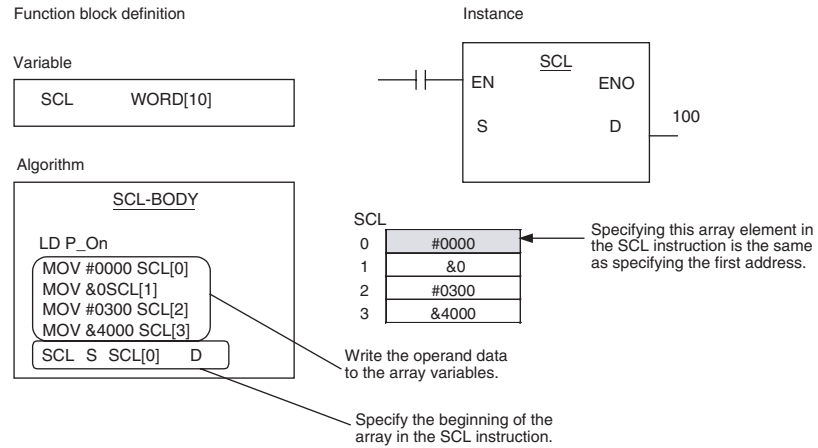 Function block definition
Instance
Variable
SCL WORD[10]
SCL
EN ENO
S D
100
Algorithm
SCL-BODY
LD P_On
MOV #0000 SCL[0]
MOV &0SCL[1]
MOV #0300 SCL[2]
MOV &4000 SCL[3]
SCL S SCL[0] D
SCL
0 #0000
1 &0
2 #0300
3 &4000
Specifying this array element in
the SCL instruction is the same
as specifying the first address.
Write the operand data
to the array variables.
Specify the beginning of the
array in the SCL instruction.